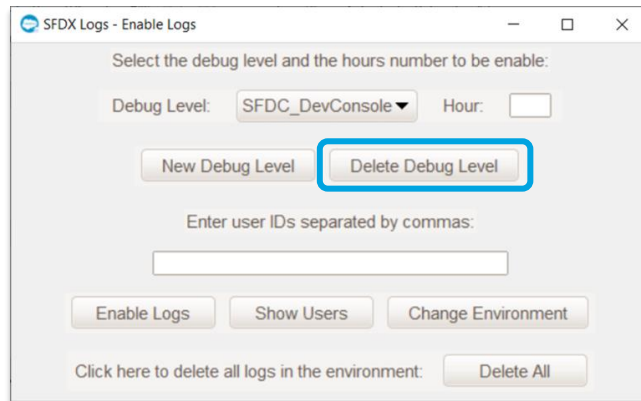 SFDX Logs - Enable Logs
Select the debug level and the hours number to be enable:
Debug Level: SFDC_DevConsole Hour:
New Debug Level Delete Debug Level
Enter user IDs separated by commas:
Enable Logs Show Users Change Environment
Click here to delete all logs in the environment: Delete All